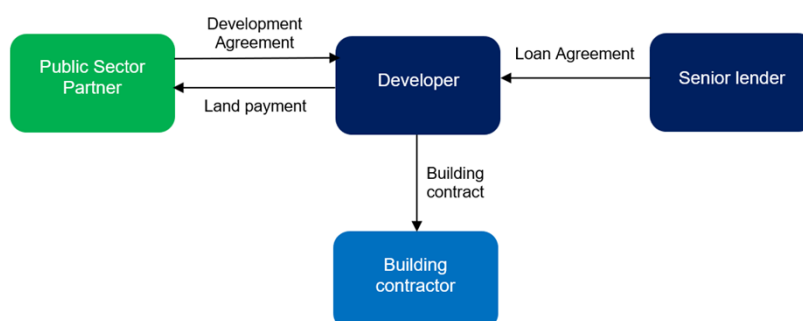 Development
Agreement
Public Sector
Partner
Land payment
Developer
Loan Agreement
Senior lender
Building
contract
Building
contractor